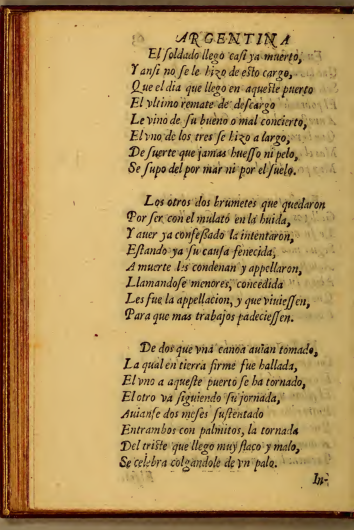 ARGENTINA
El ſoldado llegò caſi ya muerto,
Y anſi no ſe le hizo de eſto cargo,
Que el dia que llego en aqueſte puerto
El vltimo remate de deſcargo
Le vino de ſu bueno o mal concierto,
El vno de los tres ſe hizo a largo,
De ſuerte que jamas hueſſo ni pelo,
Se ſupo del por mar ni por el ſuelo.
Los otros dos brumetes que quedaron
Por ſer con el mulato en la huida,
Y auer ya confeſſado la intentaron,
Eſtando ya ſu cauſa fenecida,
A muerte les condenan y appellaron,
Llamandoſe menores, concedida
Les fue la appellacion, y que viuieſſen,
Para que mas trabajos padecieſſen.
De dos que vna canoa auian tomado,
La qual en tierra firme fue hallada,
El vno a aqueſte puerto ſe ha tornado,
El otro va ſiguiendo ſu jornada,
Auianſe dos meſes ſuſtentado
Entrambos con palmitos, la tornada
Del triſte que llego muy flaco y malo,
Se celebra colgandole de vn palo.
In-